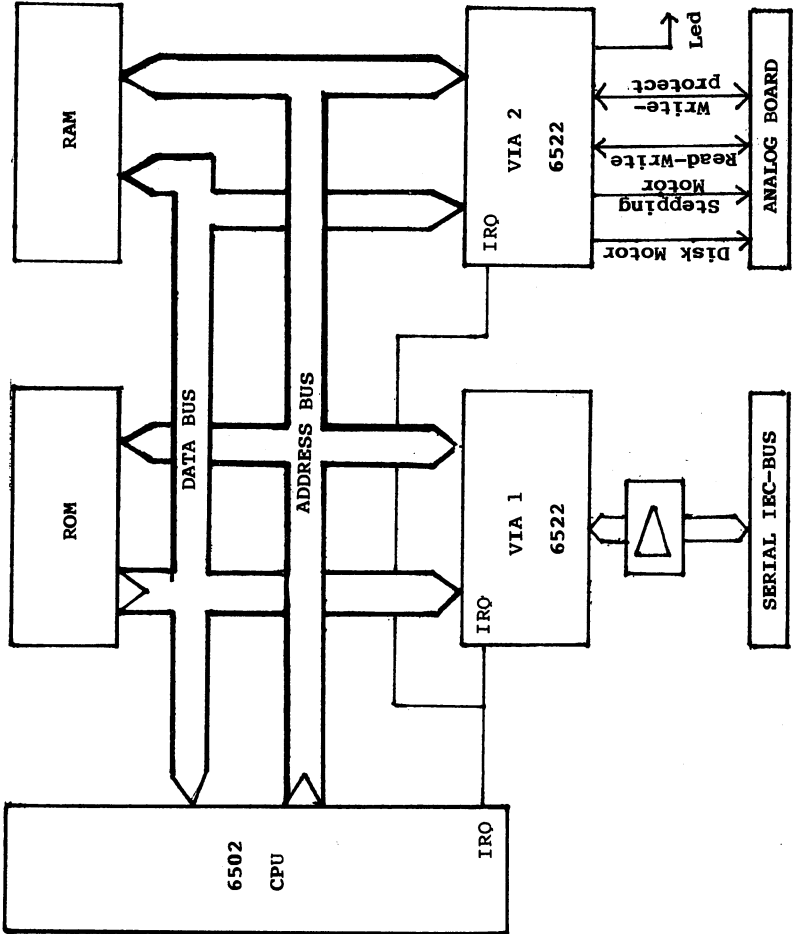 6502
CPU
IRQ
ROM
RAM
DATA BUS
ADDRESS BUS
VIA 1
6522
IRQ
VIA 2
6522
IRQ
SERIAL IEC-BUS
Disk Motor
Stepping
Motor
Read-Write
Write-
protect
Led
ANALOG BOARD